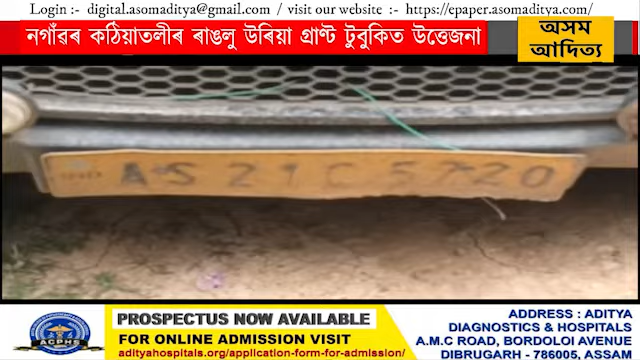 Login :- digital.asomaditya@gmail.com / visit our website :- https://epaper.asomaditya.com/
নগাঁৱৰ কঠিয়াতলীৰ ৰাঙলু উৰিয়া গ্ৰাণ্ট টুবুকিত উত্তেজনা
অসম
আদিত্য
AS 21 C 5720
ACPHS
PROSPECTUS NOW AVAILABLE
FOR ONLINE ADMISSION VISIT
adityahospitals.org/application-form-for-admission/
ADDRESS : ADITYA
DIAGNOSTICS & HOSPITALS
A.M.C ROAD, BORDOLOI AVENUE
DIBRUGARH - 786005, ASSAM